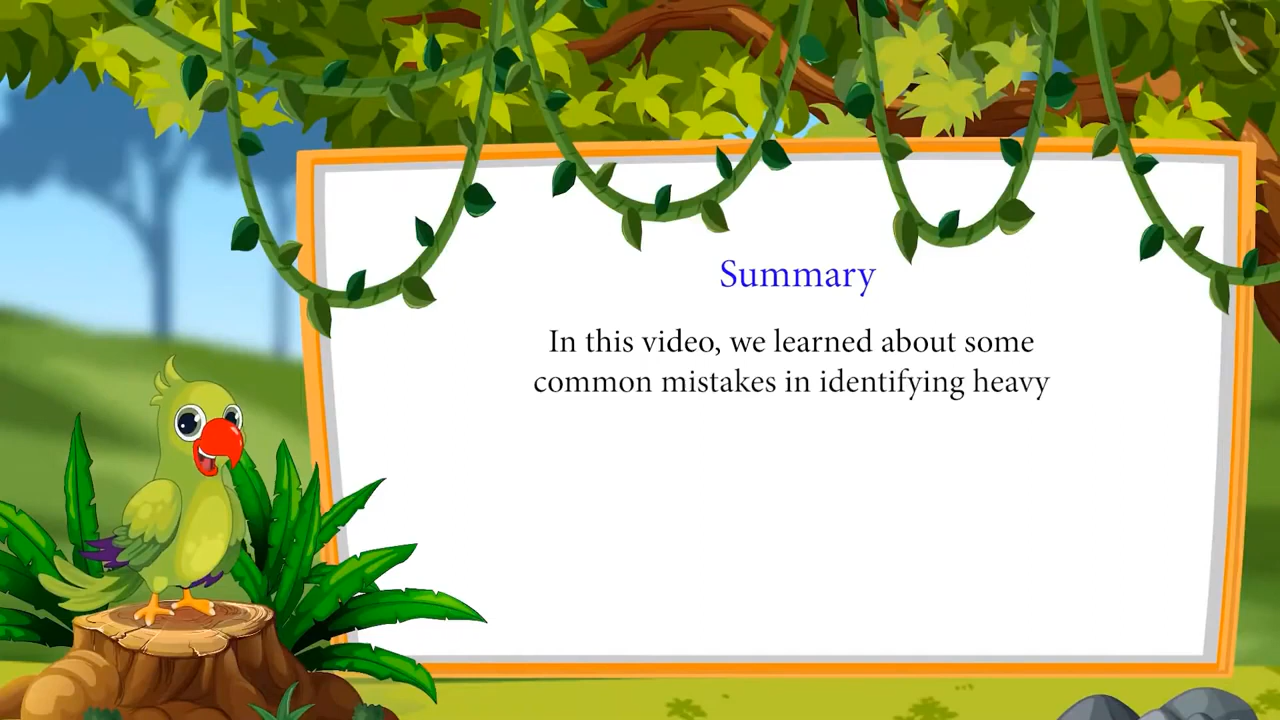 Summary
In this video, we learned about some
common mistakes in identifying heavy